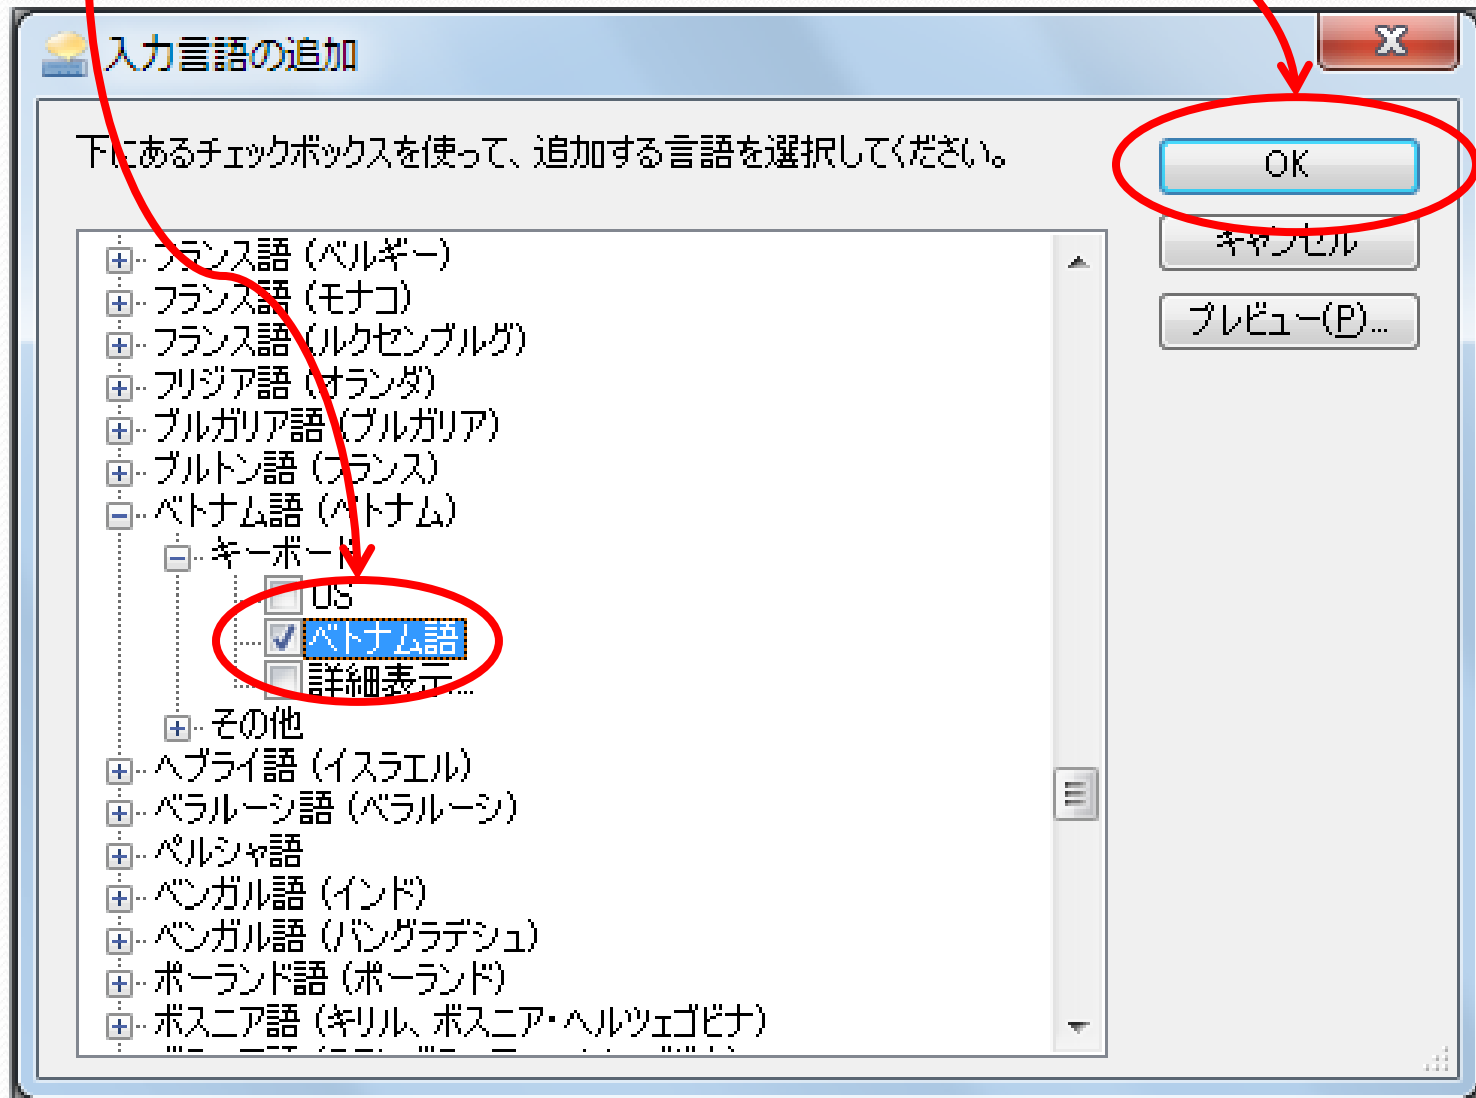 入力言語の追加
下にあるチェックボックスを使って、追加する言語を選択してください。
OK
キャンセル
プレビュー(P)...
フランス語 (ベルギー)
フランス語 (モナコ)
フランス語 (ルクセンブルグ)
フリジア語 (オランダ)
ブルガリア語 (ブルガリア)
ブルトン語 (フランス)
ベトナム語 (ベトナム)
キーボード
US
ベトナム語
詳細表示...
その他
ヘブライ語 (イスラエル)
ベラルーシ語 (ベラルーシ)
ペルシャ語
ベンガル語 (インド)
ベンガル語 (バングラデシュ)
ポーランド語 (ポーランド)
ボスニア語 (キリル、ボスニア・ヘルツェゴビナ)